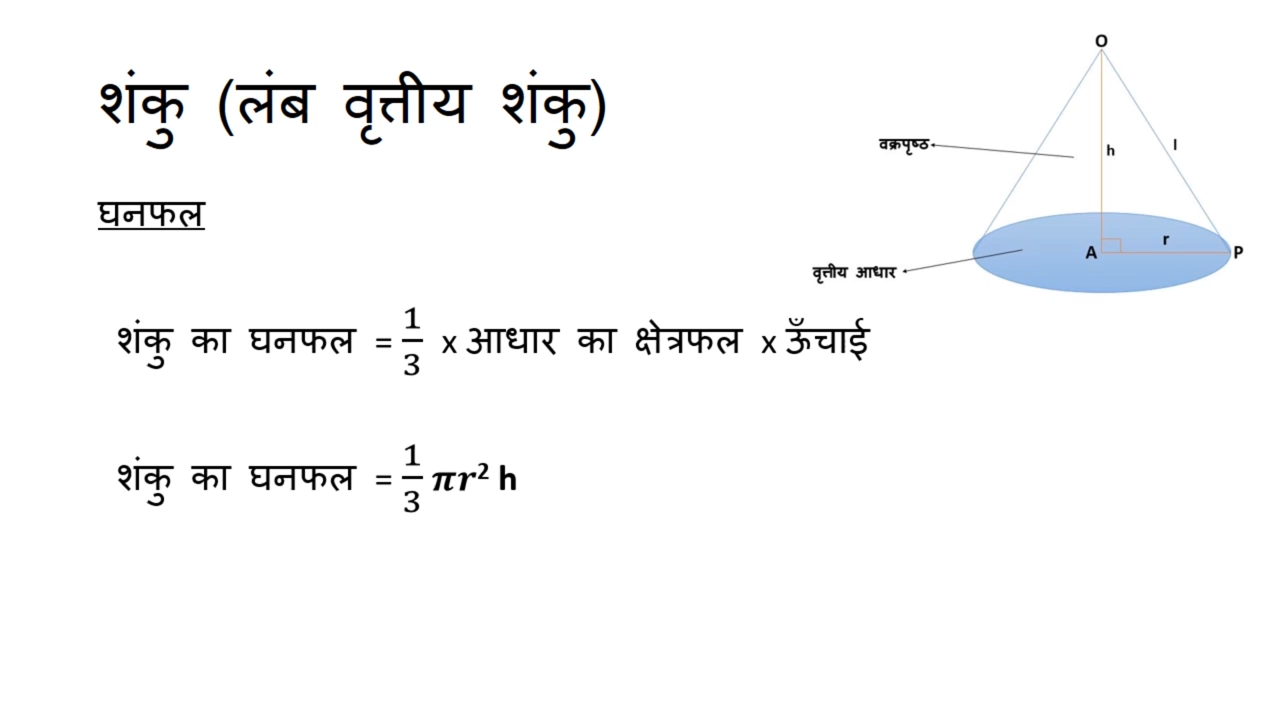 शंकु (लंब वृत्तीय शंकु)
घनफल
शंकु का घनफल = 1/3 x आधार का क्षेत्रफल x ऊँचाई
शंकु का घनफल = 1/3 πr² h
O
वक्रपृष्ठ
h
l
r
A
P
वृत्तीय आधार